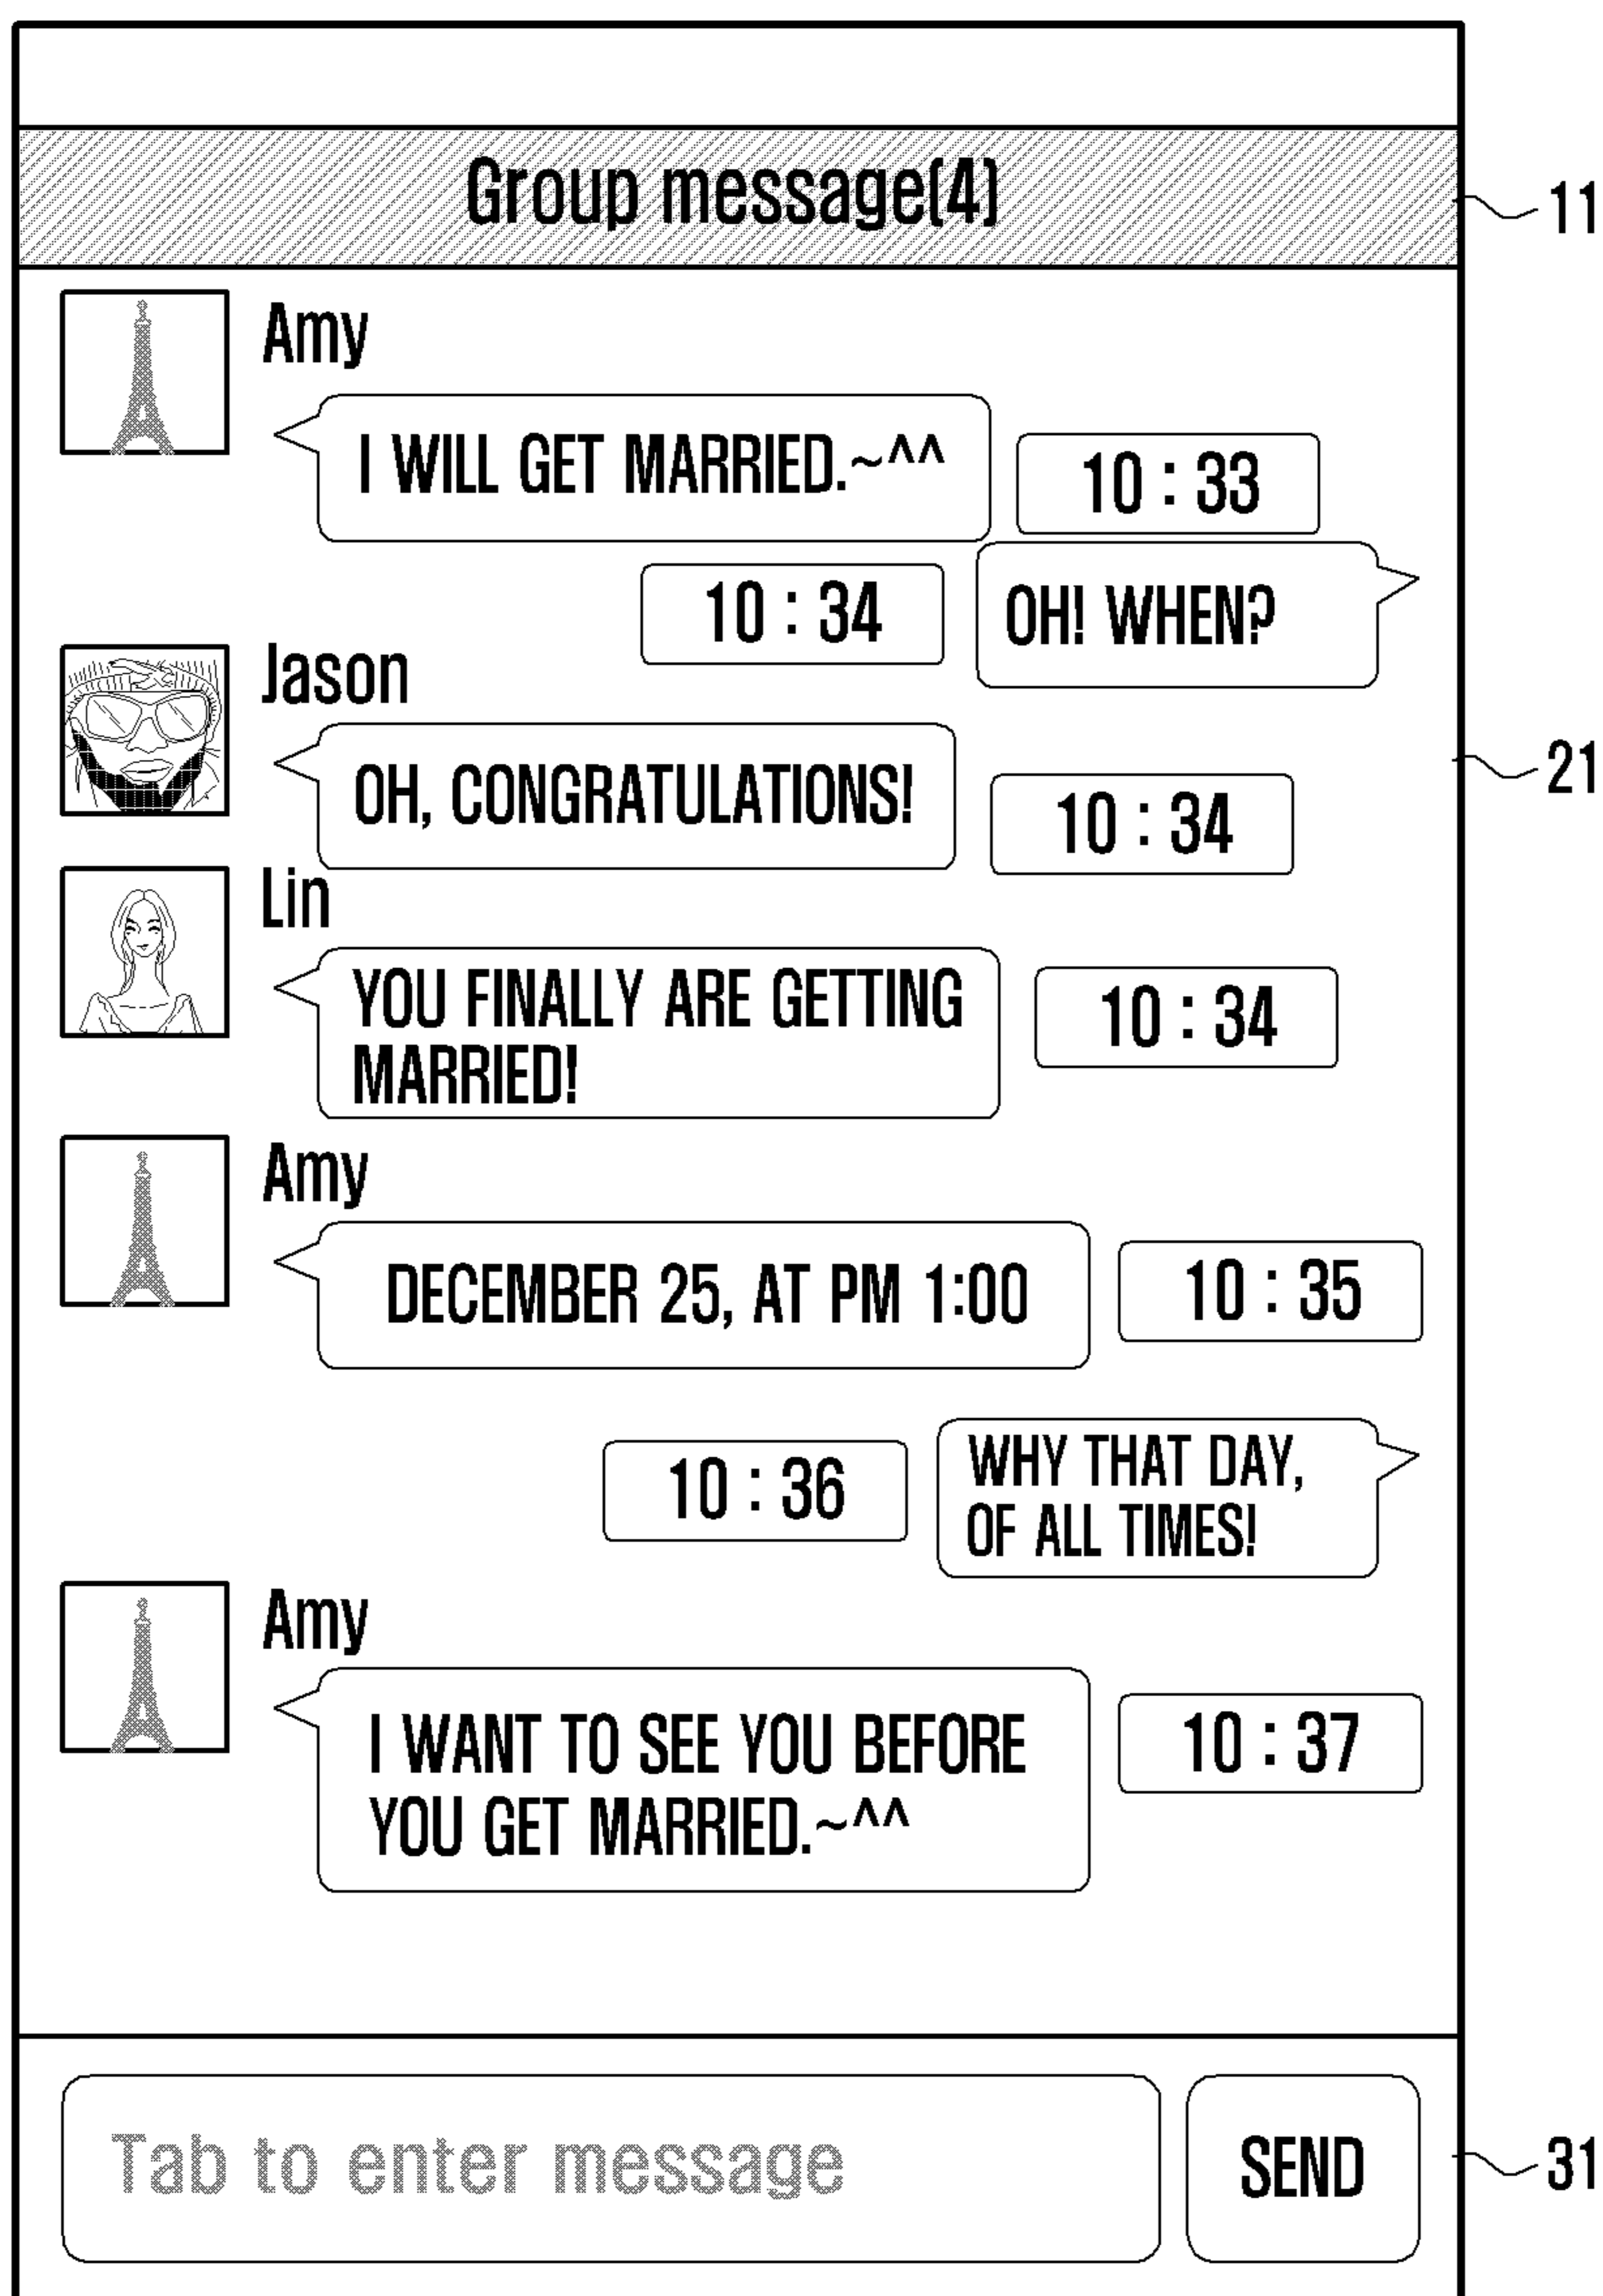 Group message(4)
11
Amy
I WILL GET MARRIED.~^^
10 : 33
10 : 34
OH! WHEN?
Jason
OH, CONGRATULATIONS!
10 : 34
21
Lin
YOU FINALLY ARE GETTING
MARRIED!
10 : 34
Amy
DECEMBER 25, AT PM 1:00
10 : 35
10 : 36
WHY THAT DAY,
OF ALL TIMES!
Amy
I WANT TO SEE YOU BEFORE
YOU GET MARRIED.~^^
10 : 37
Tab to enter message
SEND
31